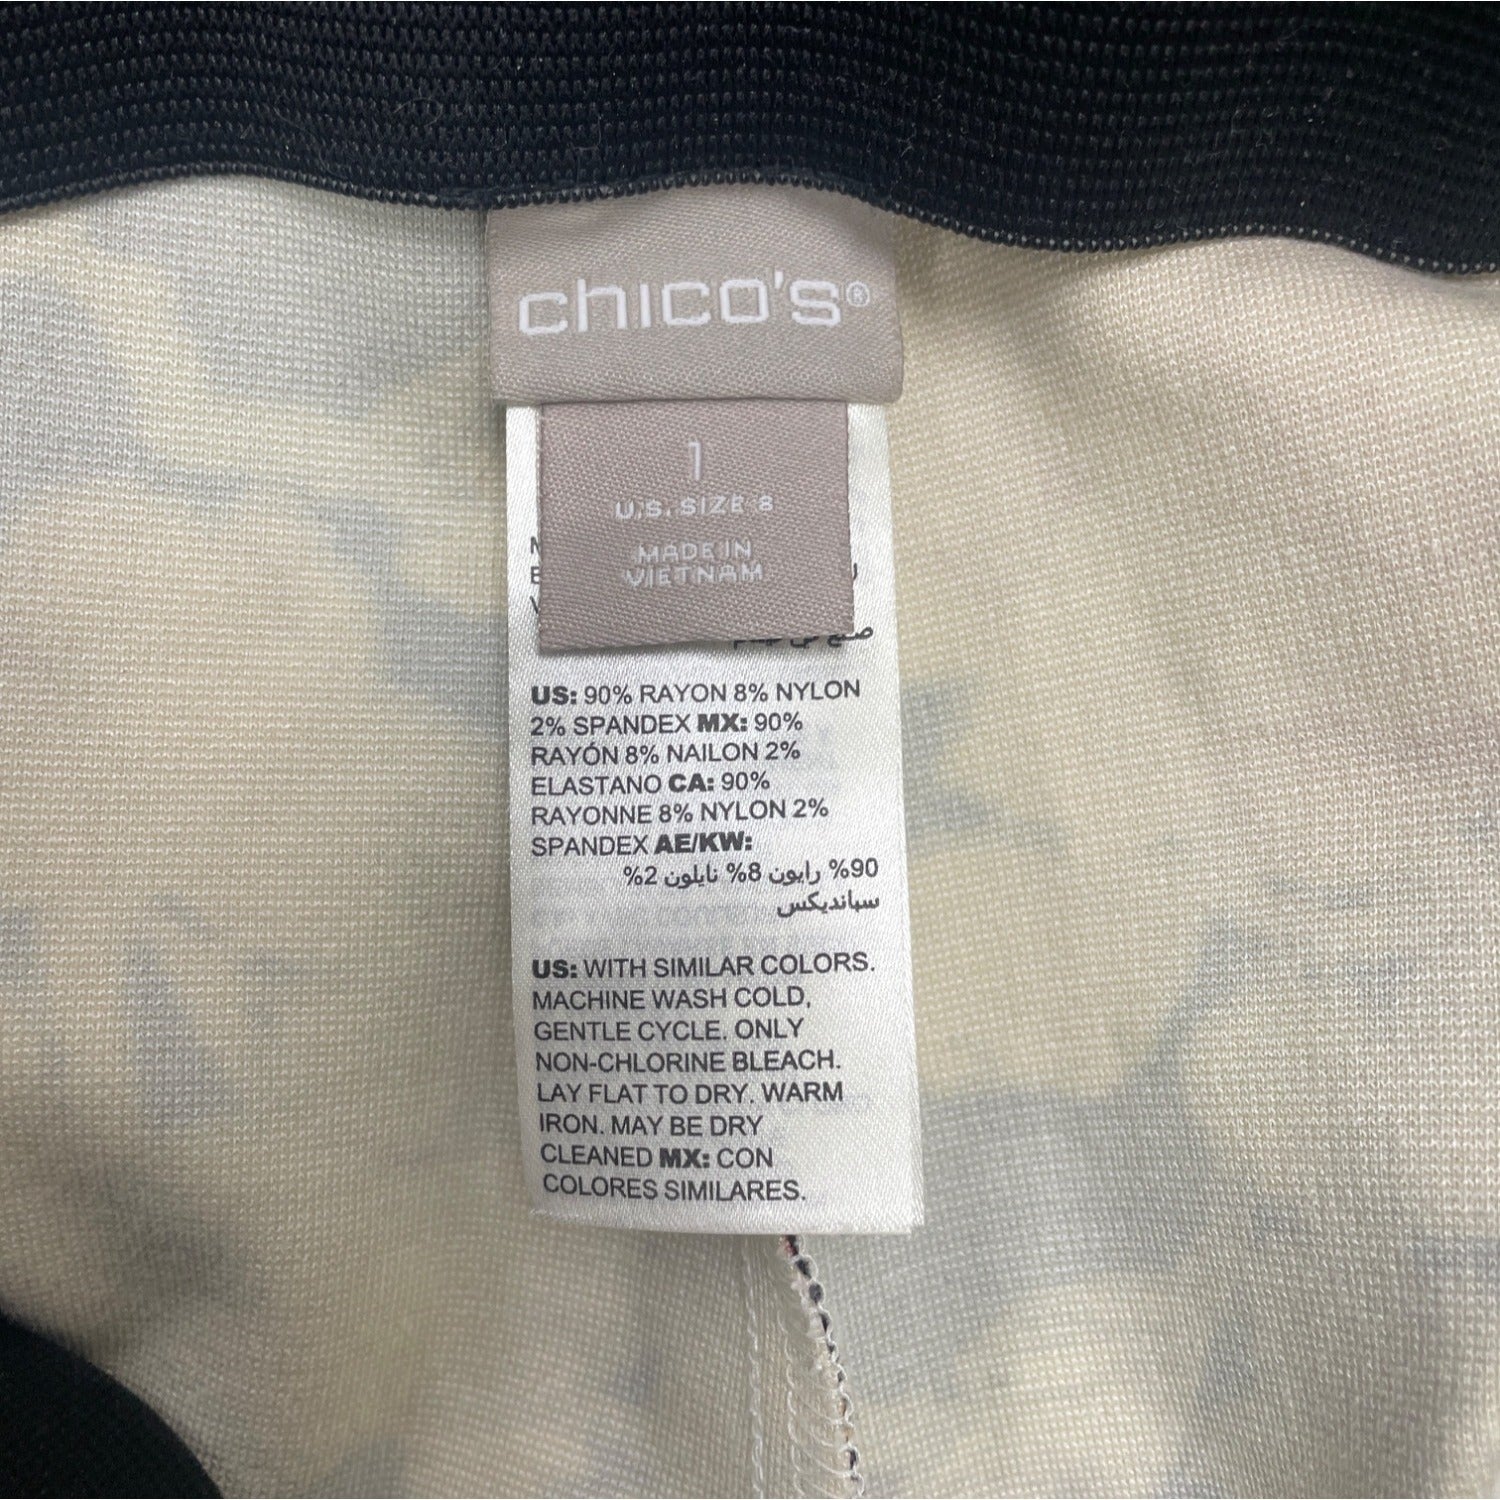 chico's®
1
U.S. SIZE 8
MADE IN
VIETNAM
US: 90% RAYON 8% NYLON
2% SPANDEX MX: 90%
RAYÓN 8% NAILON 2%
ELASTANO CA: 90%
RAYONNE 8% NYLON 2%
SPANDEX AE/KW:
90% رايون 8% نايلون 2%
سباندیکس
US: WITH SIMILAR COLORS.
MACHINE WASH COLD,
GENTLE CYCLE. ONLY
NON-CHLORINE BLEACH.
LAY FLAT TO DRY. WARM
IRON. MAY BE DRY
CLEANED MX: CON
COLORES SIMILARES.